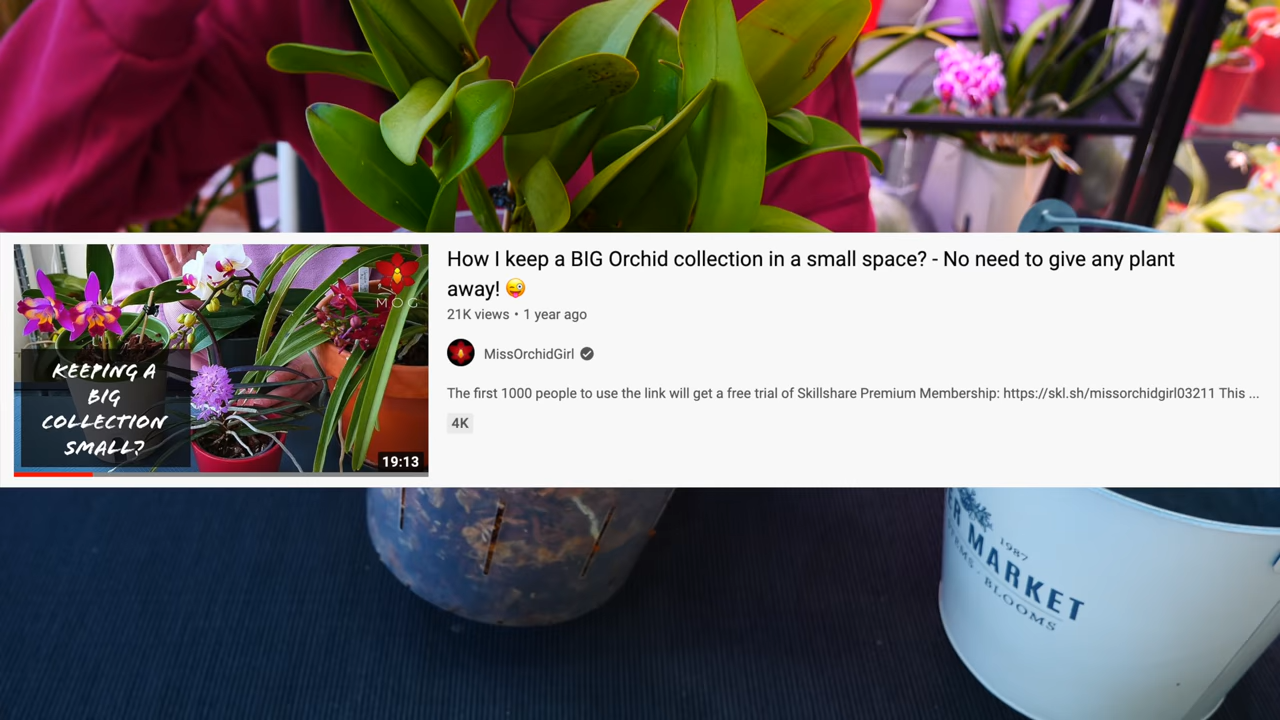 How I keep a BIG Orchid collection in a small space? - No need to give any plant
away! 😜
21K views • 1 year ago
MissOrchidGirl
The first 1000 people to use the link will get a free trial of Skillshare Premium Membership: https://skl.sh/missorchidgirl03211 This ...
4K
MOG
KEEPING A
BIG
COLLECTION
SMALL?
19:13
ER MARKET
1987
BLOOMS